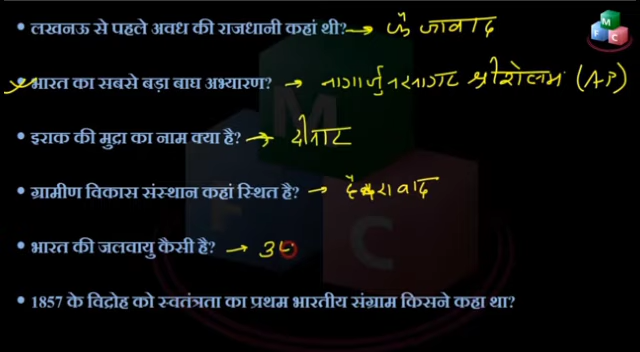 • लखनऊ से पहले अवध की राजधानी कहां थी? → फैजावाद
• भारत का सबसे बड़ा बाघ अभ्यारण? → नागार्जुनसागर श्रीशैलम (AP)
• इराक की मुद्रा का नाम क्या है? → दीनार
• ग्रामीण विकास संस्थान कहां स्थित है? → हैदरावाद
• भारत की जलवायु कैसी है? →
• 1857 के विद्रोह को स्वतंत्रता का प्रथम भारतीय संग्राम किसने कहा था?
M
F
C